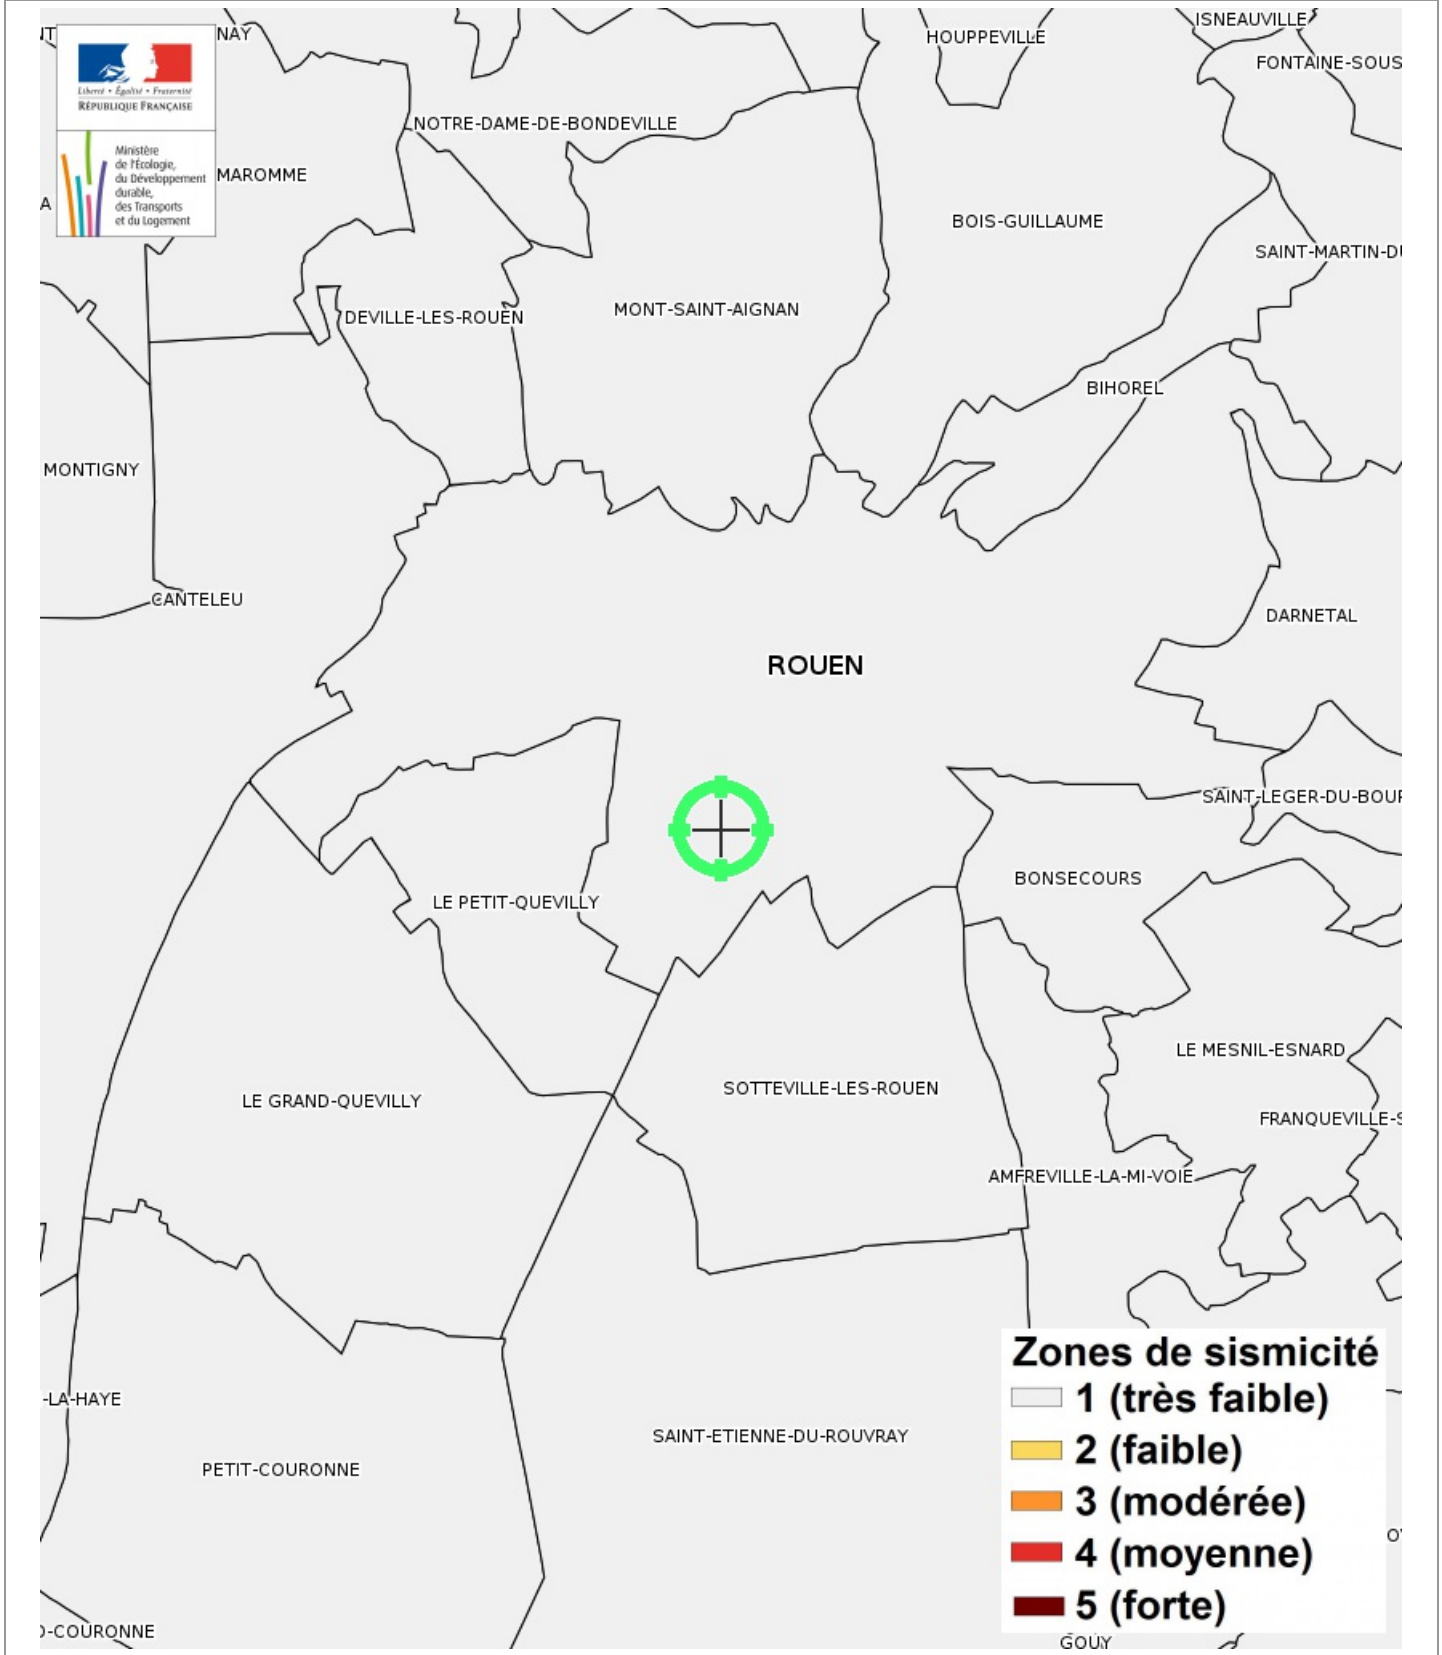 NAY
HOUPPEVILLE
ISNEAUVILLE
FONTAINE-SOUS
Liberté • Égalité • Fraternité
RÉPUBLIQUE FRANÇAISE
NOTRE-DAME-DE-BONDEVILLE
Ministère
de l'Écologie,
du Développement
durable,
des Transports
et du Logement
MAROMME
A
BOIS-GUILLAUME
SAINT-MARTIN-DU
MONT-SAINT-AIGNAN
DEVILLE-LES-ROUEN
BIHOREL
MONTIGNY
CANTELEU
DARNETAL
ROUEN
SAINT-LEGER-DU-BOUR
BONSECOURS
LE PETIT-QUEVILLY
LE MESNIL-ESNARD
SOTTEVILLE-LES-ROUEN
LE GRAND-QUEVILLY
FRANQUEVILLE-S
AMFREVILLE-LA-MI-VOIE
-LA-HAYE
SAINT-ETIENNE-DU-ROUVRAY
PETIT-COURONNE
Zones de sismicité
1 (très faible)
2 (faible)
3 (modérée)
4 (moyenne)
5 (forte)
-COURONNE
GOUY